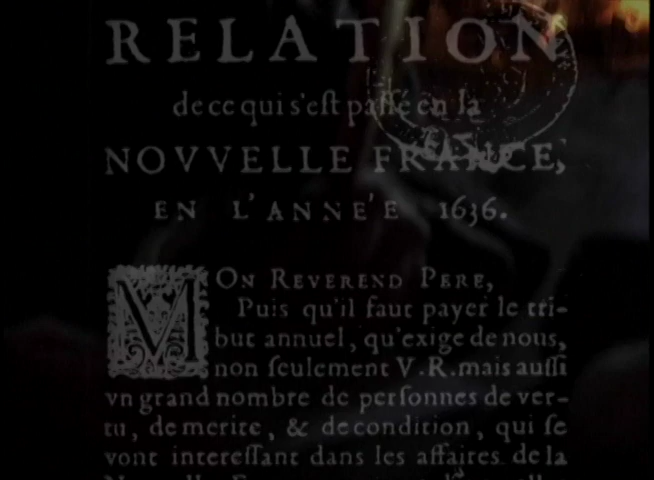 RELATION
de ce qui s'eſt paſſé en la
NOVVELLE FRANCE,
EN L'ANNE'E 1636.
MON REVEREND PERE,
Puis qu'il faut payer le tri-
but annuel, qu'exige de nous,
non ſeulement V.R. mais auſſi
vn grand nombre de perſonnes de ver-
tu, de merite, & de condition, qui ſe
vont intereſſant dans les affaires de la